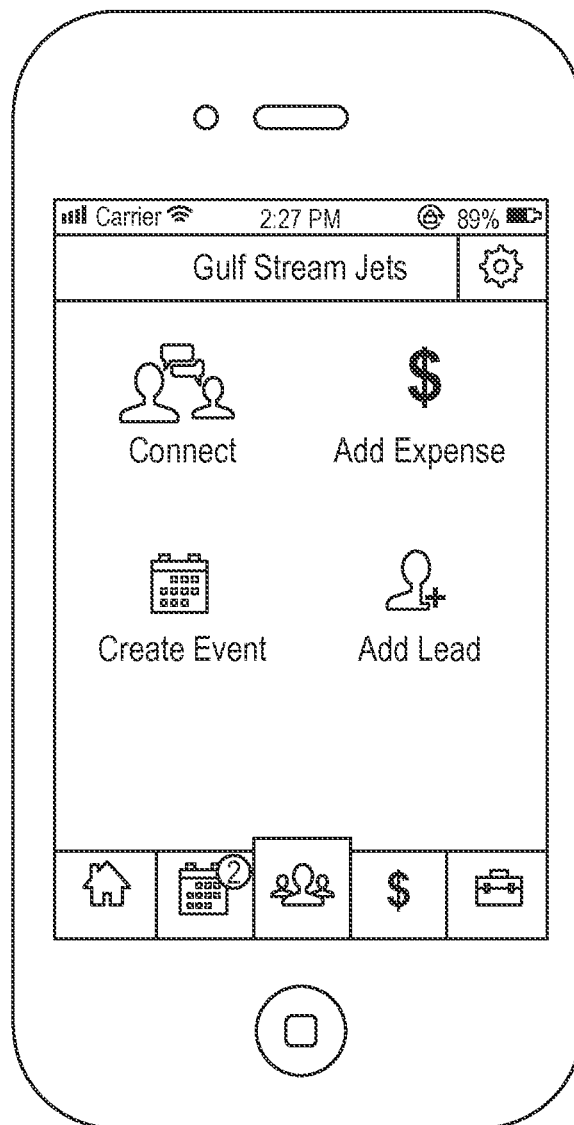 Carrier 2:27 PM 89%
Gulf Stream Jets
$
Connect Add Expense
Create Event Add Lead
2
$